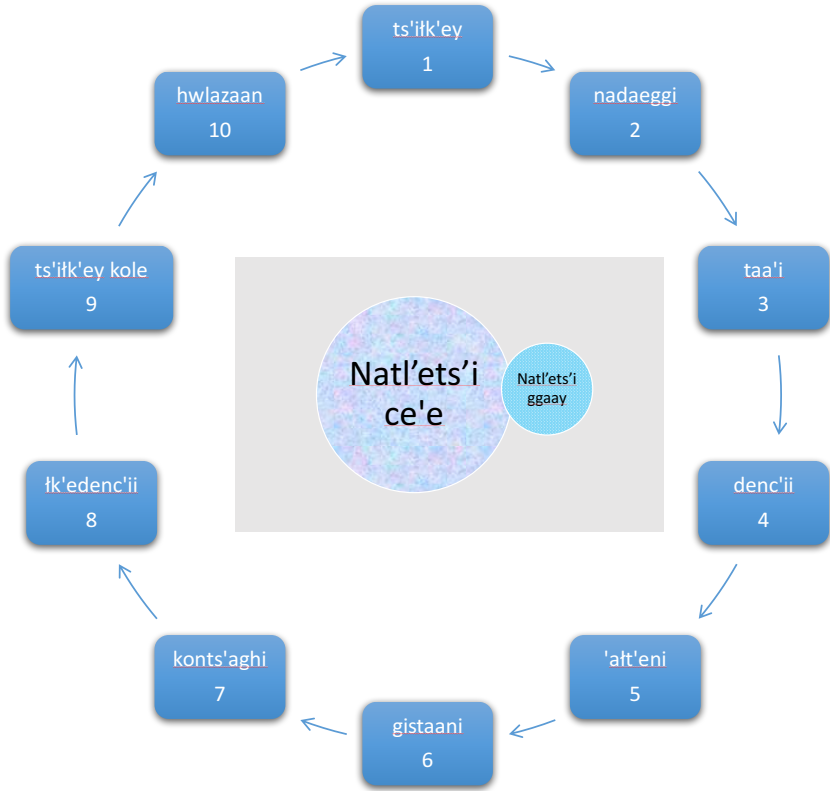 ts'iłk'ey
1
nadaeggi
2
taa'i
3
denc'ii
4
'ałt'eni
5
gistaani
6
konts'aghi
7
łk'edenc'ii
8
ts'iłk'ey kole
9
hwlazaan
10
Natl’ets’i
ce'e
Natl’ets’i
ggaay